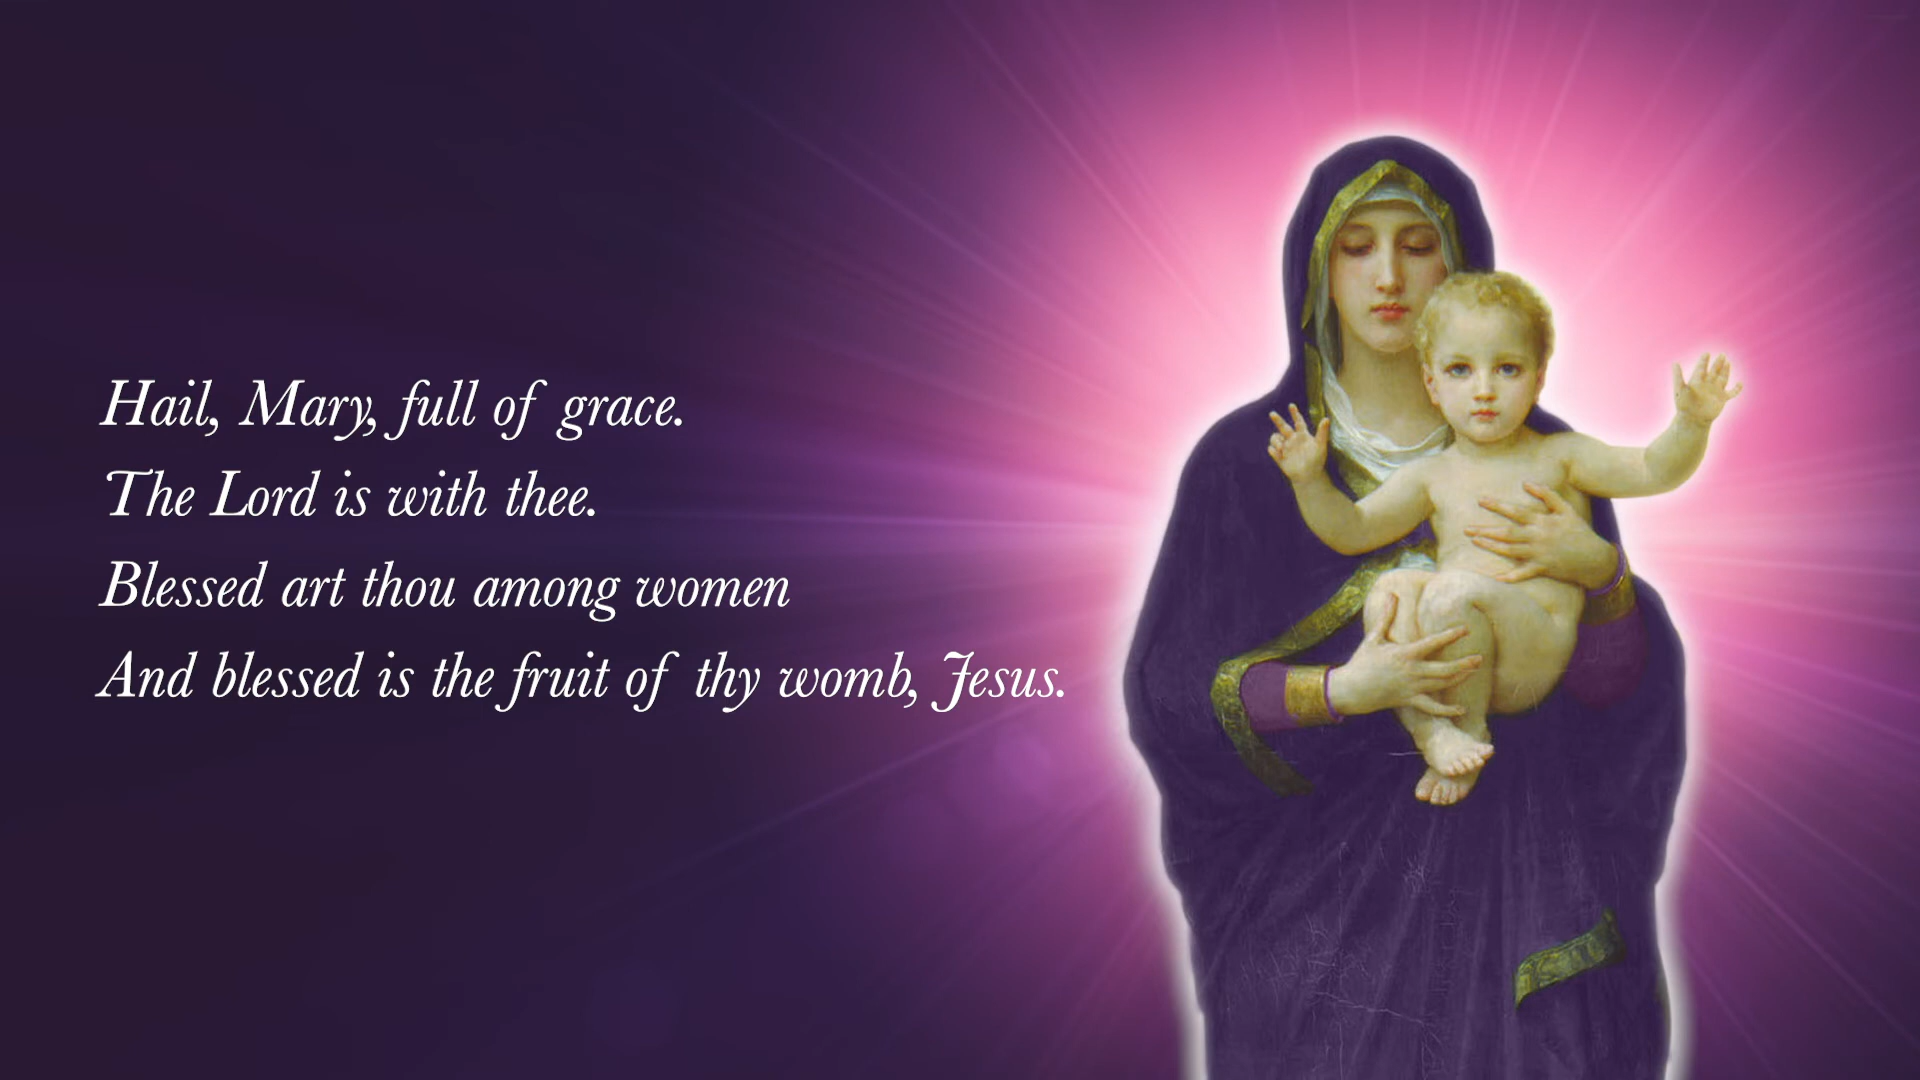 Hail, Mary, full of grace.
The Lord is with thee.
Blessed art thou among women
And blessed is the fruit of thy womb, Jesus.